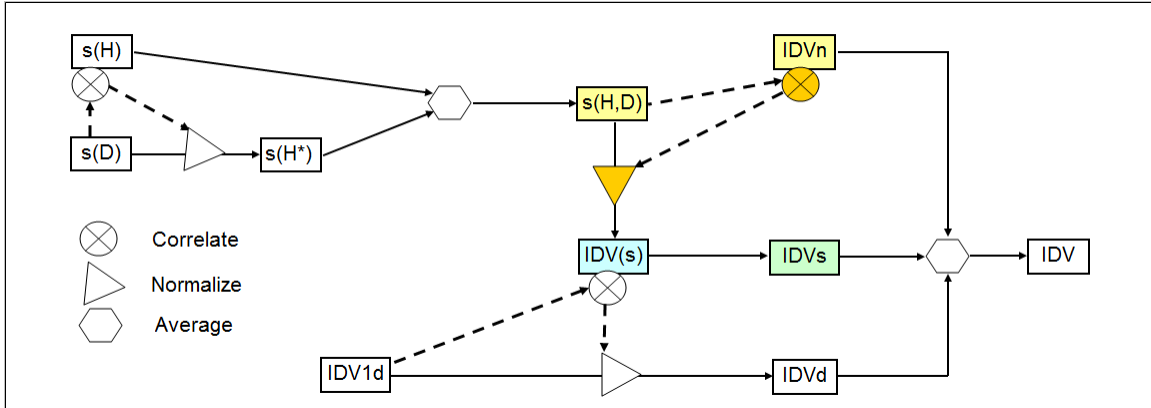 s(H)
IDVn
s(H,D)
s(D)
s(H*)
Correlate
IDV(s)
IDVs
IDV
Normalize
Average
IDV1d
IDVd